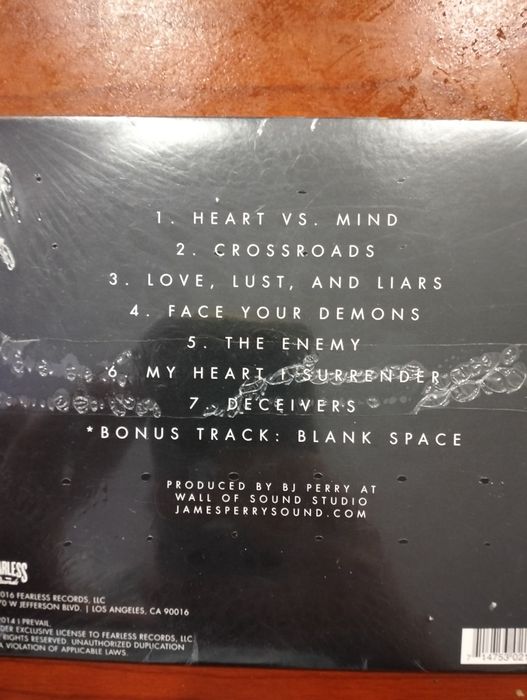 1. HEART VS. MIND
2. CROSSROADS
3. LOVE, LUST, AND LIARS
4. FACE YOUR DEMONS
5. THE ENEMY
6. MY HEART I SURRENDER
7. DECEIVERS
*BONUS TRACK: BLANK SPACE
PRODUCED BY BJ PERRY AT
WALL OF SOUND STUDIO
JAMESPERRYSOUND.COM
FEARLESS RECORDS, LLC
W JEFFERSON BLVD. | LOS ANGELES, CA 90016
2014 I PREVAIL.
EXCLUSIVE LICENSE TO FEARLESS RECORDS, LLC
RIGHTS RESERVED. UNAUTHORIZED DUPLICATION
A VIOLATION OF APPLICABLE LAWS.
7 14753 02